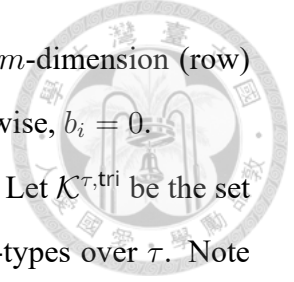 m-dimension (row)
wise, b_i = 0.
Let 𝒦^{τ,tri} be the set
-types over τ. Note